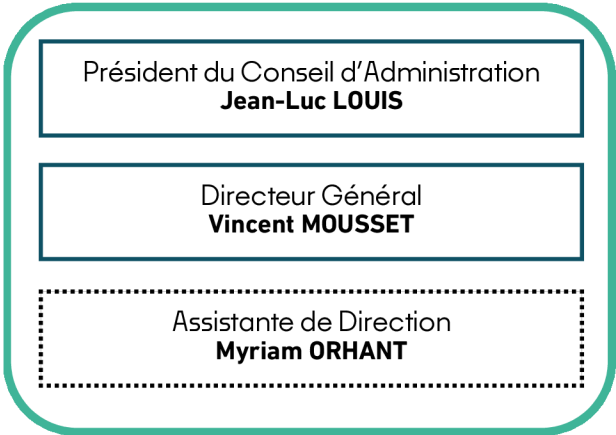 Président du Conseil d'Administration
Jean-Luc LOUIS
Directeur Général
Vincent MOUSSET
Assistante de Direction
Myriam ORHANT